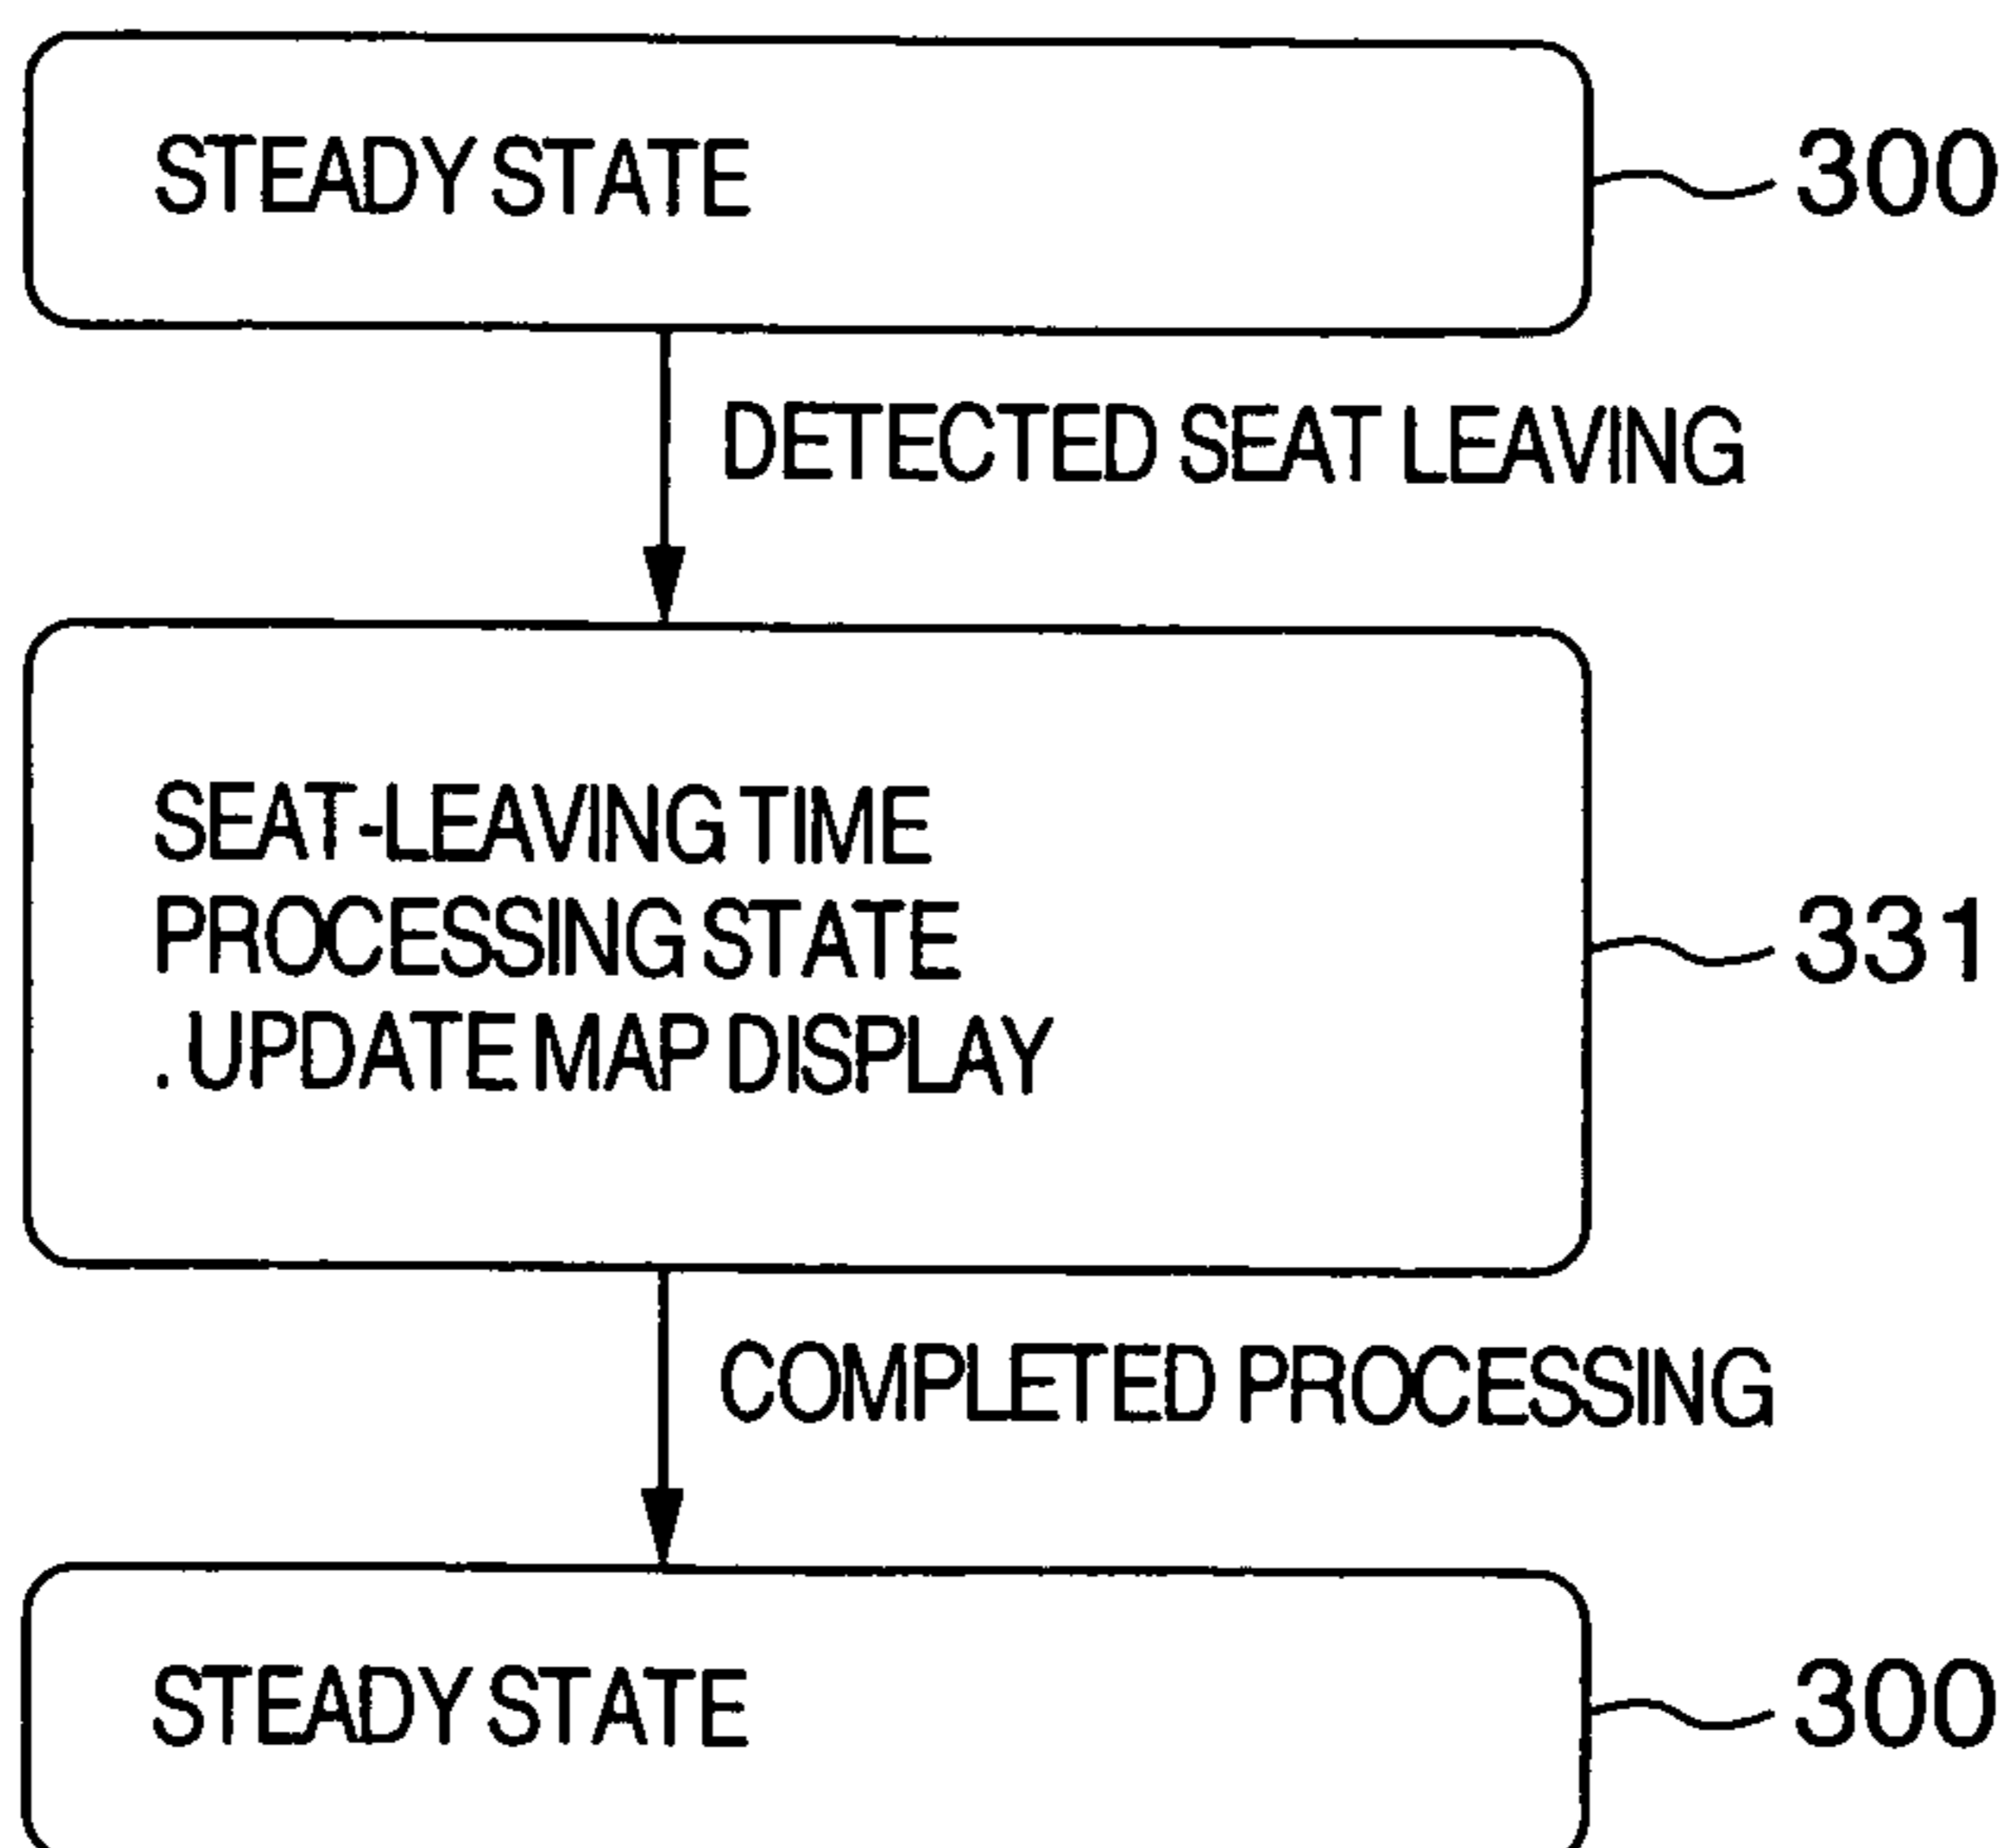 STEADY STATE
300
DETECTED SEAT LEAVING
SEAT-LEAVING TIME
PROCESSING STATE
. UPDATE MAP DISPLAY
331
COMPLETED PROCESSING
STEADY STATE
300